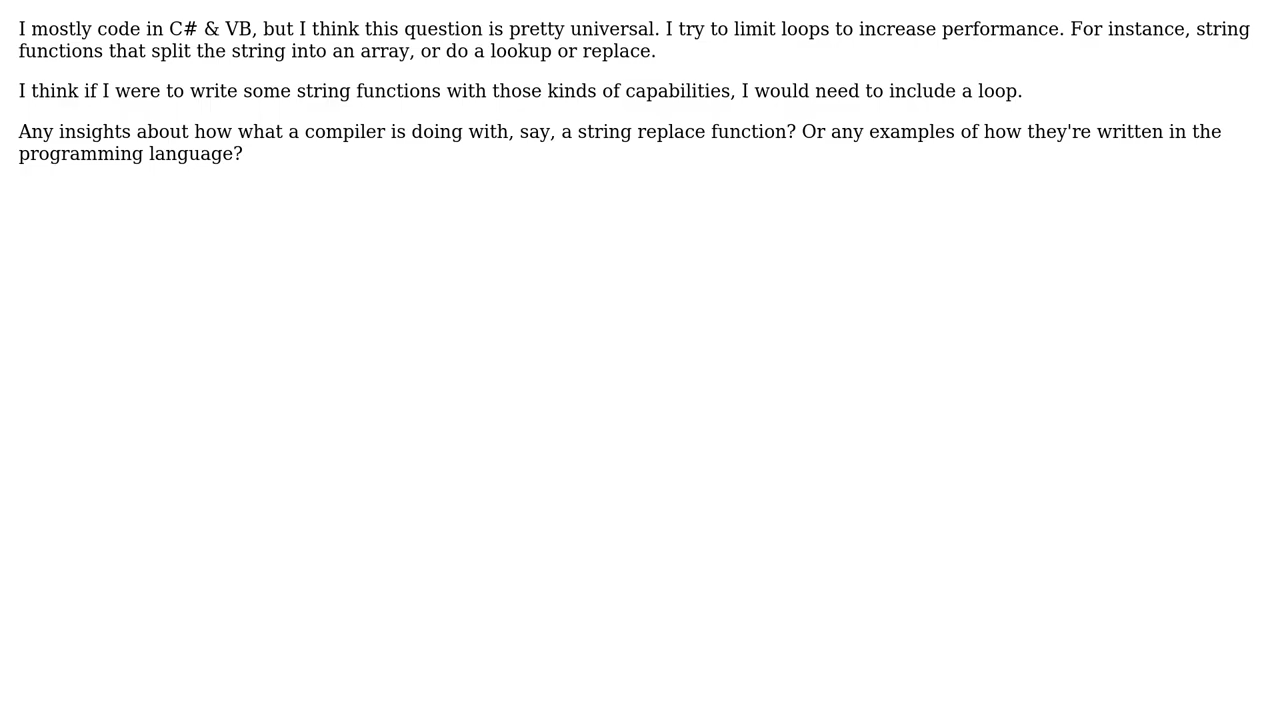 I mostly code in C# & VB, but I think this question is pretty universal. I try to limit loops to increase performance. For instance, string
functions that split the string into an array, or do a lookup or replace.
I think if I were to write some string functions with those kinds of capabilities, I would need to include a loop.
Any insights about how what a compiler is doing with, say, a string replace function? Or any examples of how they're written in the
programming language?